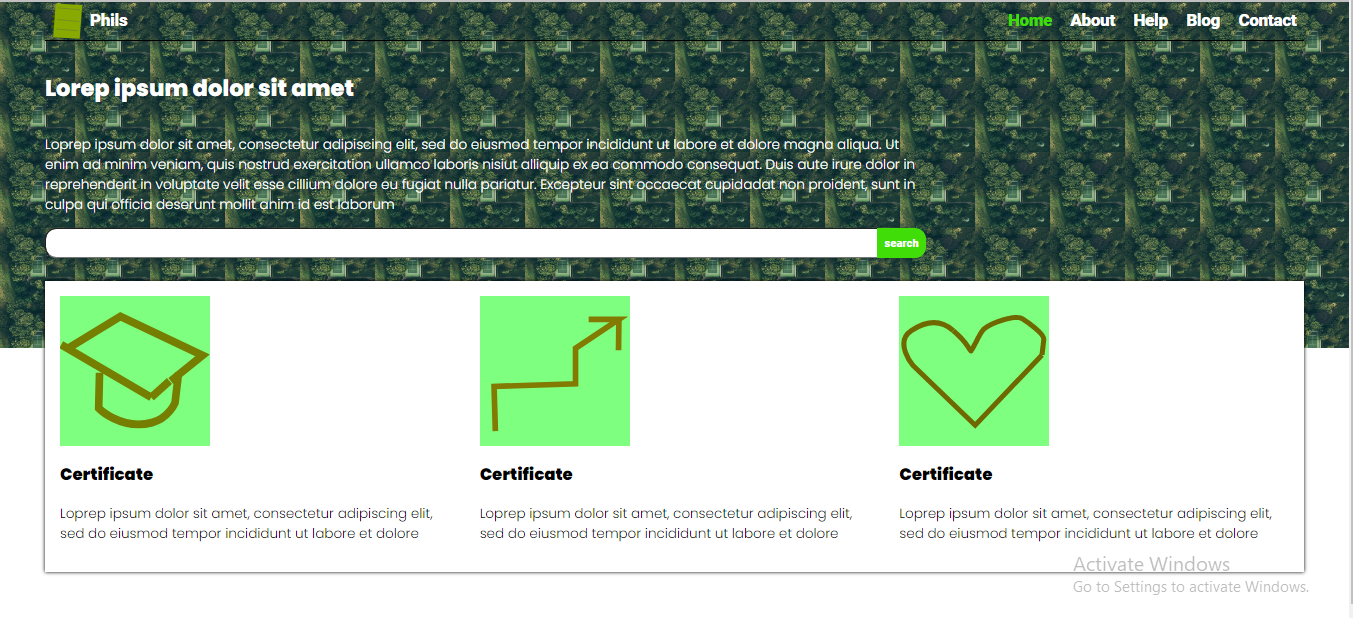 Phils
Home About Help Blog Contact
Lorep ipsum dolor sit amet
Loprep ipsum dolor sit amet, consectetur adipiscing elit, sed do eiusmod tempor incididunt ut labore et dolore magna aliqua. Ut
enim ad minim veniam, quis nostrud exercitation ullamco laboris nisiut alliquip ex ea commodo consequat. Duis aute irure dolor in
reprehenderit in voluptate velit esse cillium dolore eu fugiat nulla pariatur. Excepteur sint occaecat cupidadat non proident, sunt in
culpa qui officia deserunt mollit anim id est laborum
search
Certificate
Loprep ipsum dolor sit amet, consectetur adipiscing elit,
sed do eiusmod tempor incididunt ut labore et dolore
Certificate
Loprep ipsum dolor sit amet, consectetur adipiscing elit,
sed do eiusmod tempor incididunt ut labore et dolore
Certificate
Loprep ipsum dolor sit amet, consectetur adipiscing elit,
sed do eiusmod tempor incididunt ut labore et dolore
Activate Windows
Go to Settings to activate Windows.